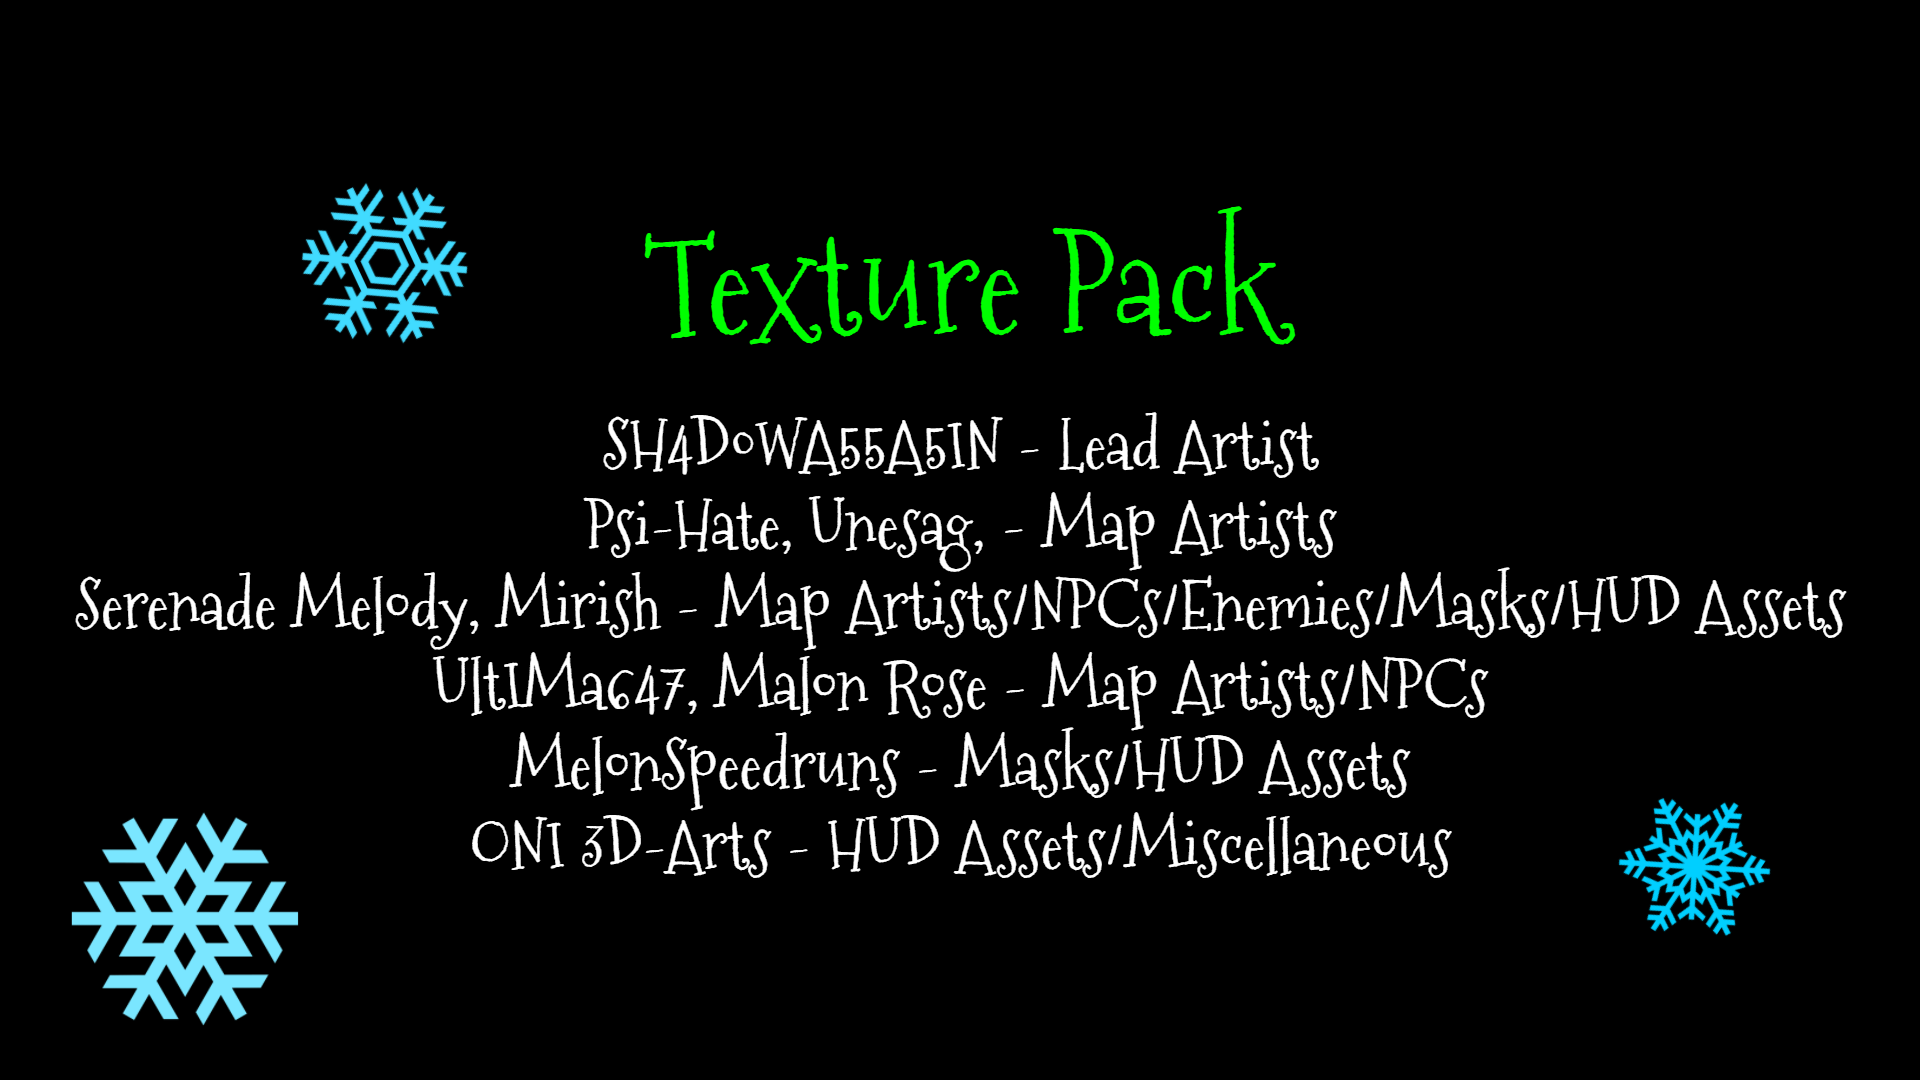 Texture Pack
SH4D0WA55A5IN - Lead Artist
Psi-Hate, Unesag, - Map Artists
Serenade Melody, Mirish - Map Artists/NPCs/Enemies/Masks/HUD Assets
UltIMa647, Malon Rose - Map Artists/NPCs
MelonSpeedruns - Masks/HUD Assets
ONI 3D-Arts - HUD Assets/Miscellaneous